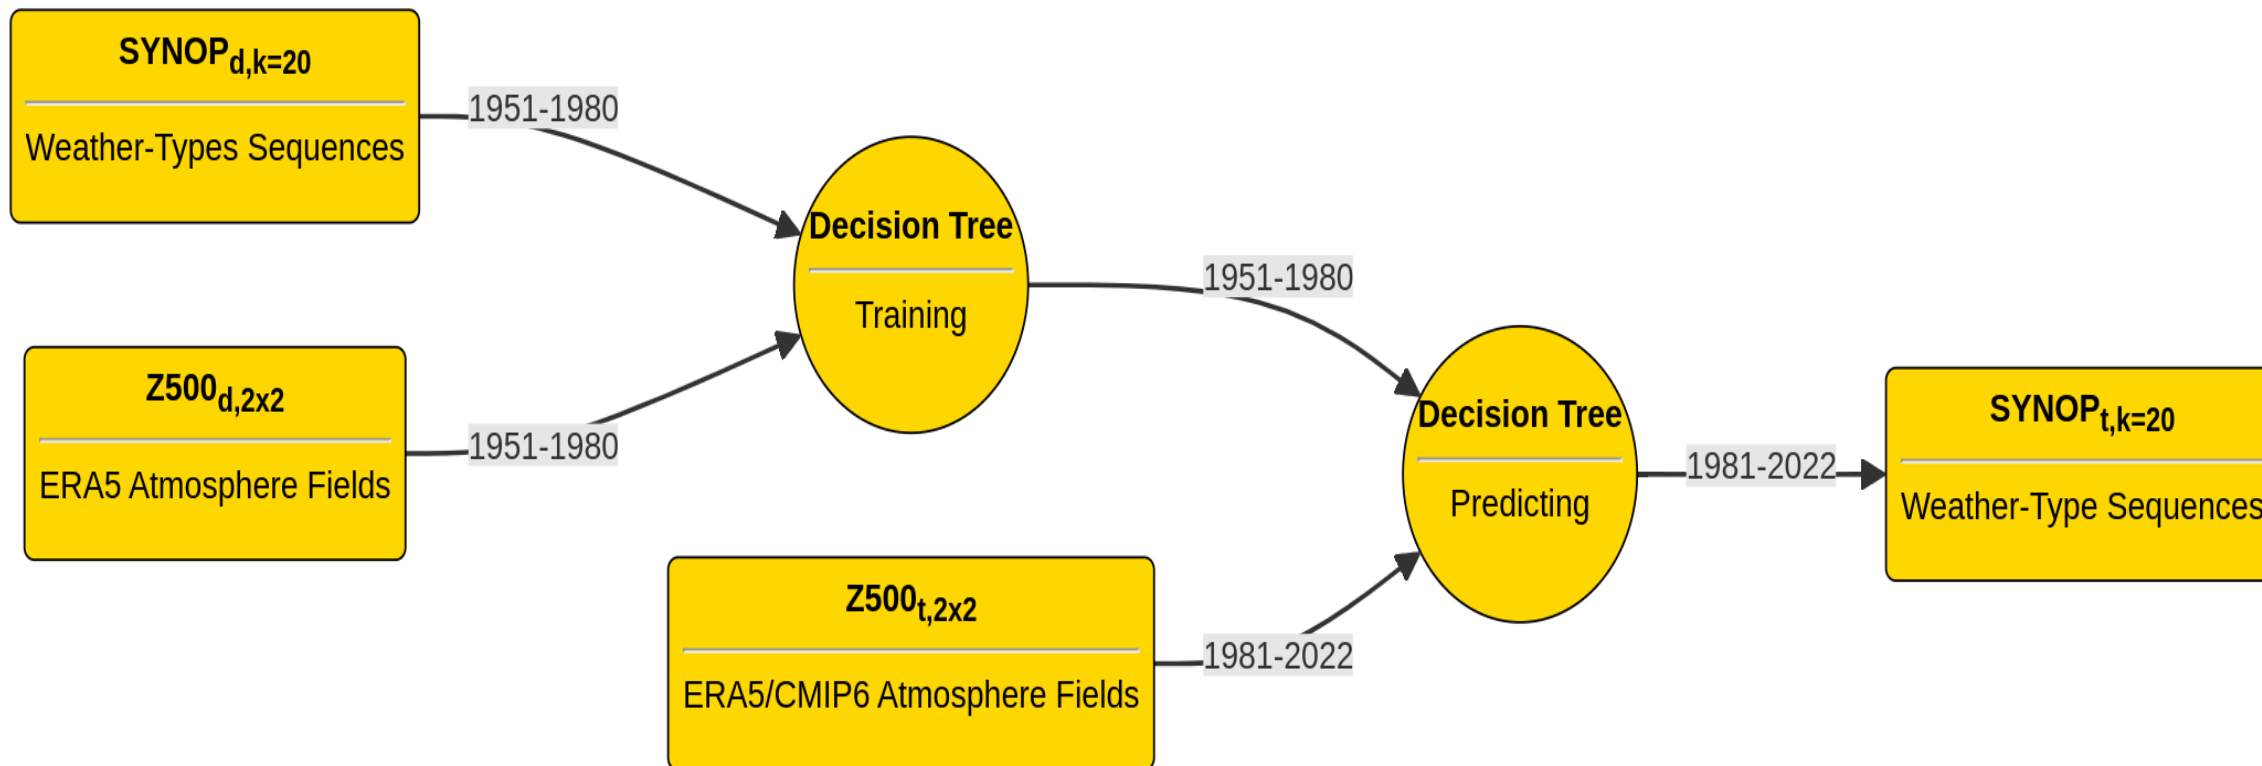 SYNOPd,k=20
Weather-Types Sequences
1951-1980
Z500d,2x2
ERA5 Atmosphere Fields
1951-1980
Decision Tree
Training
1951-1980
Z500t,2x2
ERA5/CMIP6 Atmosphere Fields
1981-2022
Decision Tree
Predicting
1981-2022
SYNOPt,k=20
Weather-Type Sequences